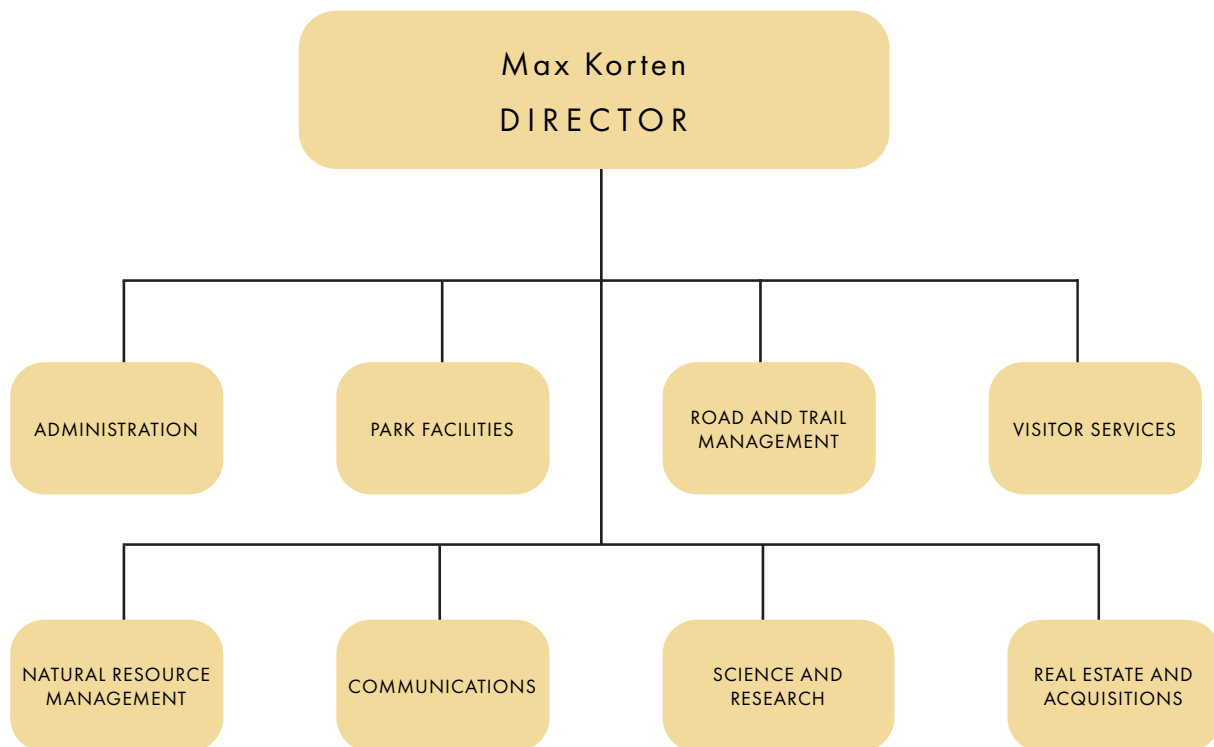 Max Korten
DIRECTOR
ADMINISTRATION
PARK FACILITIES
ROAD AND TRAIL
MANAGEMENT
VISITOR SERVICES
NATURAL RESOURCE
MANAGEMENT
COMMUNICATIONS
SCIENCE AND
RESEARCH
REAL ESTATE AND
ACQUISITIONS